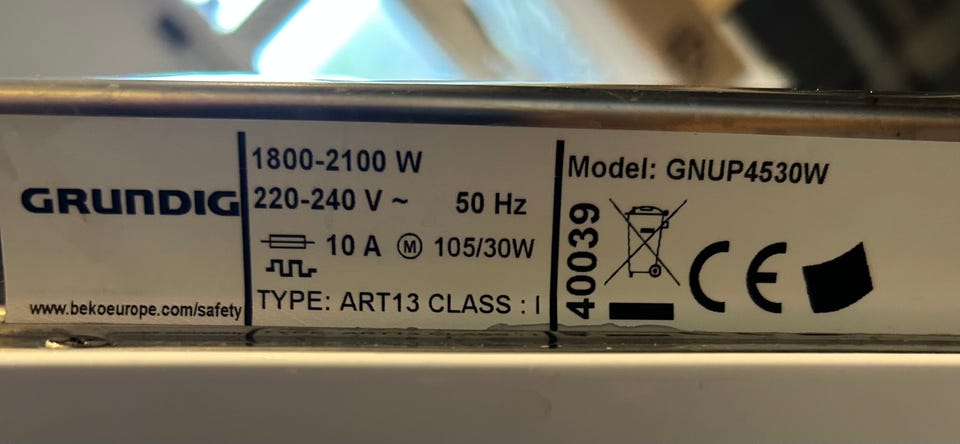 GRUNDIG
www.bekoeurope.com/safety
1800-2100 W
220-240 V ~ 50 Hz
10 A M 105/30W
TYPE: ART13 CLASS : I
Model: GNUP4530W
40039
CE